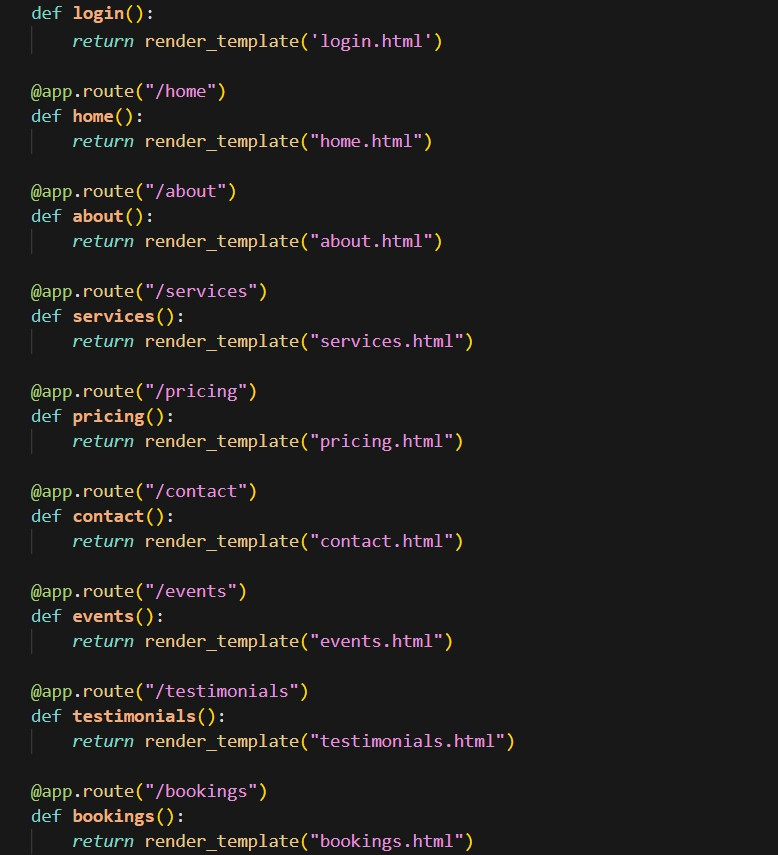 def login():
    return render_template('login.html')

@app.route("/home")
def home():
    return render_template("home.html")

@app.route("/about")
def about():
    return render_template("about.html")

@app.route("/services")
def services():
    return render_template("services.html")

@app.route("/pricing")
def pricing():
    return render_template("pricing.html")

@app.route("/contact")
def contact():
    return render_template("contact.html")

@app.route("/events")
def events():
    return render_template("events.html")

@app.route("/testimonials")
def testimonials():
    return render_template("testimonials.html")

@app.route("/bookings")
def bookings():
    return render_template("bookings.html")